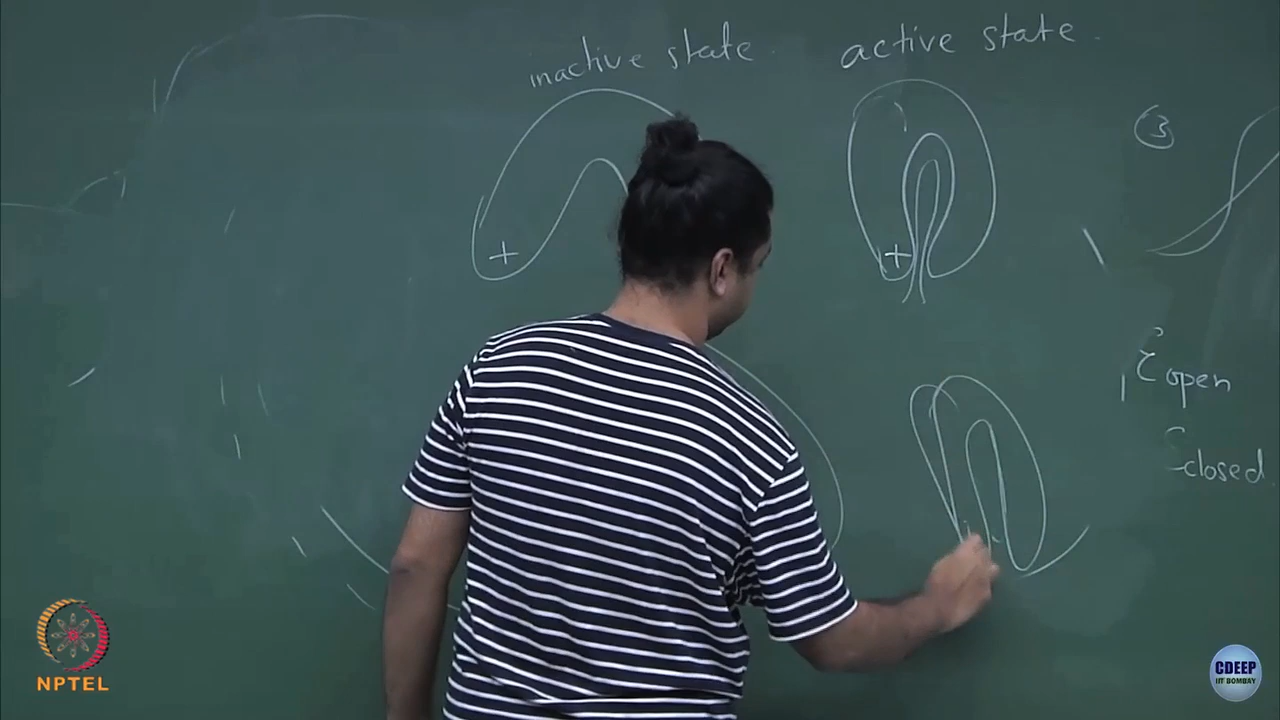 inactive state.
active state.
+
+
3
ε open
ε closed
NPTEL
CDEEP
IIT BOMBAY